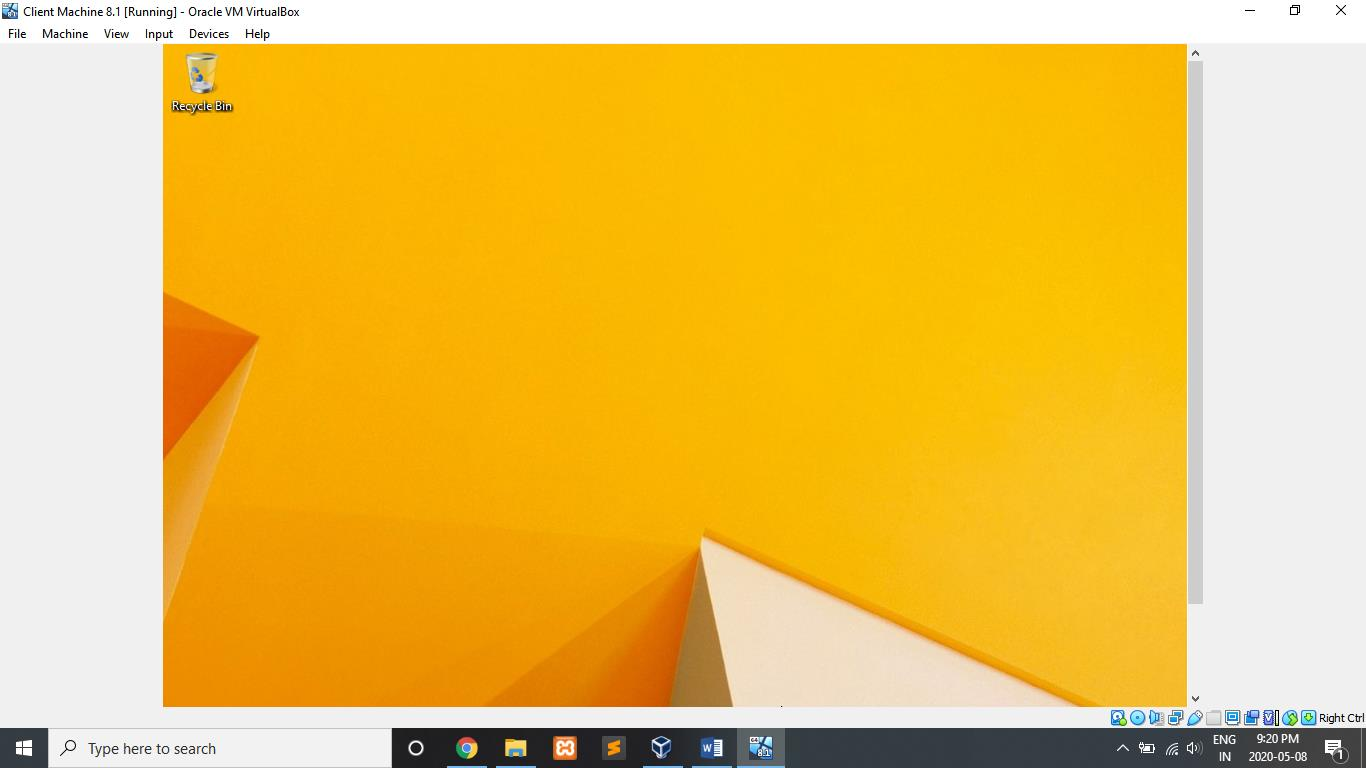 Client Machine 8.1 [Running] - Oracle VM VirtualBox
File Machine View Input Devices Help
Recycle Bin
Right Ctrl
Type here to search
ENG
IN
9:20 PM
2020-05-08
1